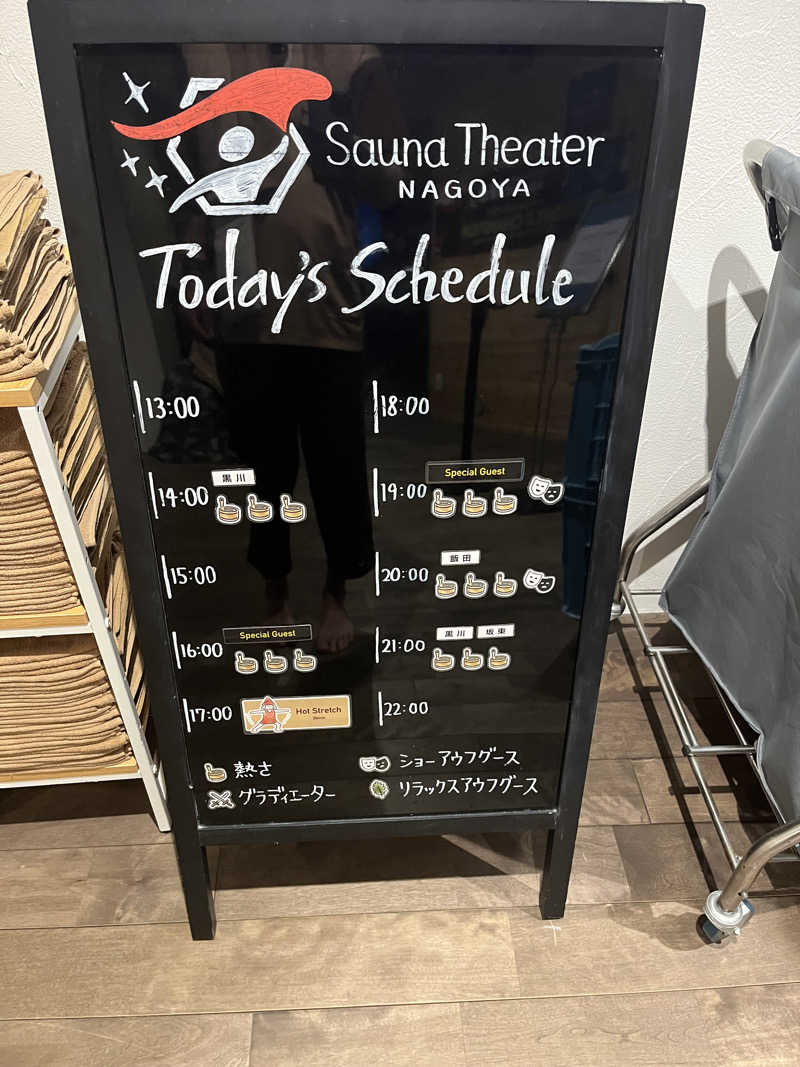 Sauna Theater
NAGOYA
Today's Schedule
13:00
黒川
14:00
15:00
Special Guest
16:00
17:00
Hot Stretch
18:00
Special Guest
19:00
飯田
20:00
黒川 坂東
21:00
22:00
熱さ
グラディエーター
ショーアウフグース
リラックスアウフグース